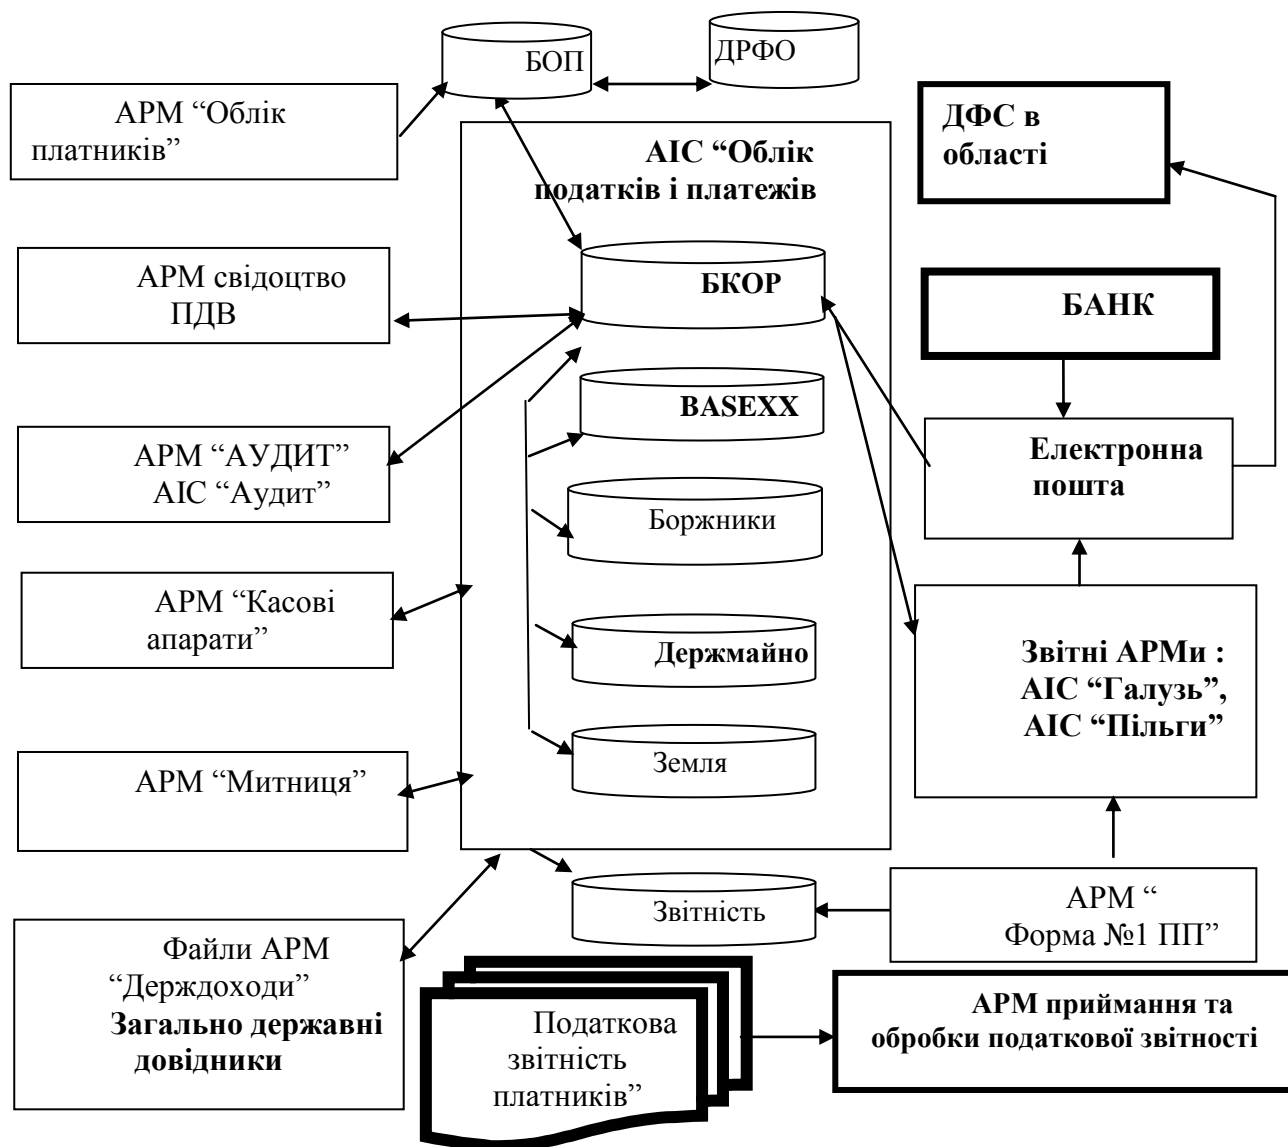 БОП
ДРФО
АРМ “Облік
платників”
ДФС в
області
АІС “Облік
податків і платежів
АРМ свідоцтво
ПДВ
БКОР
БАНК
BASEXX
АРМ “АУДИТ”
АІС “Аудит”
Електронна
пошта
Боржники
АРМ “Касові
апарати”
Держмайно
Звітні АРМи :
АІС “Галузь”,
АІС “Пільги”
АРМ “Митниця”
Земля
Звітність
АРМ “
Форма №1 ПП”
Файли АРМ
“Держдоходи”
Загально державні
довідники
Податкова
звітність
платників”
АРМ приймання та
обробки податкової звітності